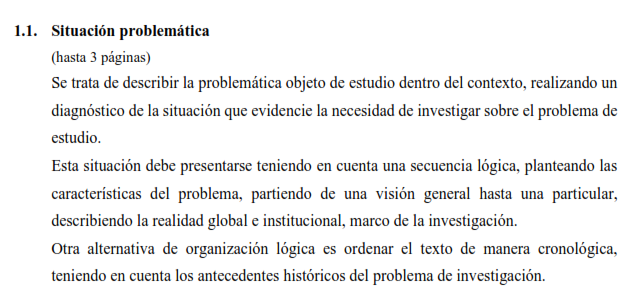 1.1. Situación problemática
(hasta 3 páginas)
Se trata de describir la problemática objeto de estudio dentro del contexto, realizando un
diagnóstico de la situación que evidencie la necesidad de investigar sobre el problema de
estudio.
Esta situación debe presentarse teniendo en cuenta una secuencia lógica, planteando las
características del problema, partiendo de una visión general hasta una particular,
describiendo la realidad global e institucional, marco de la investigación.
Otra alternativa de organización lógica es ordenar el texto de manera cronológica,
teniendo en cuenta los antecedentes históricos del problema de investigación.